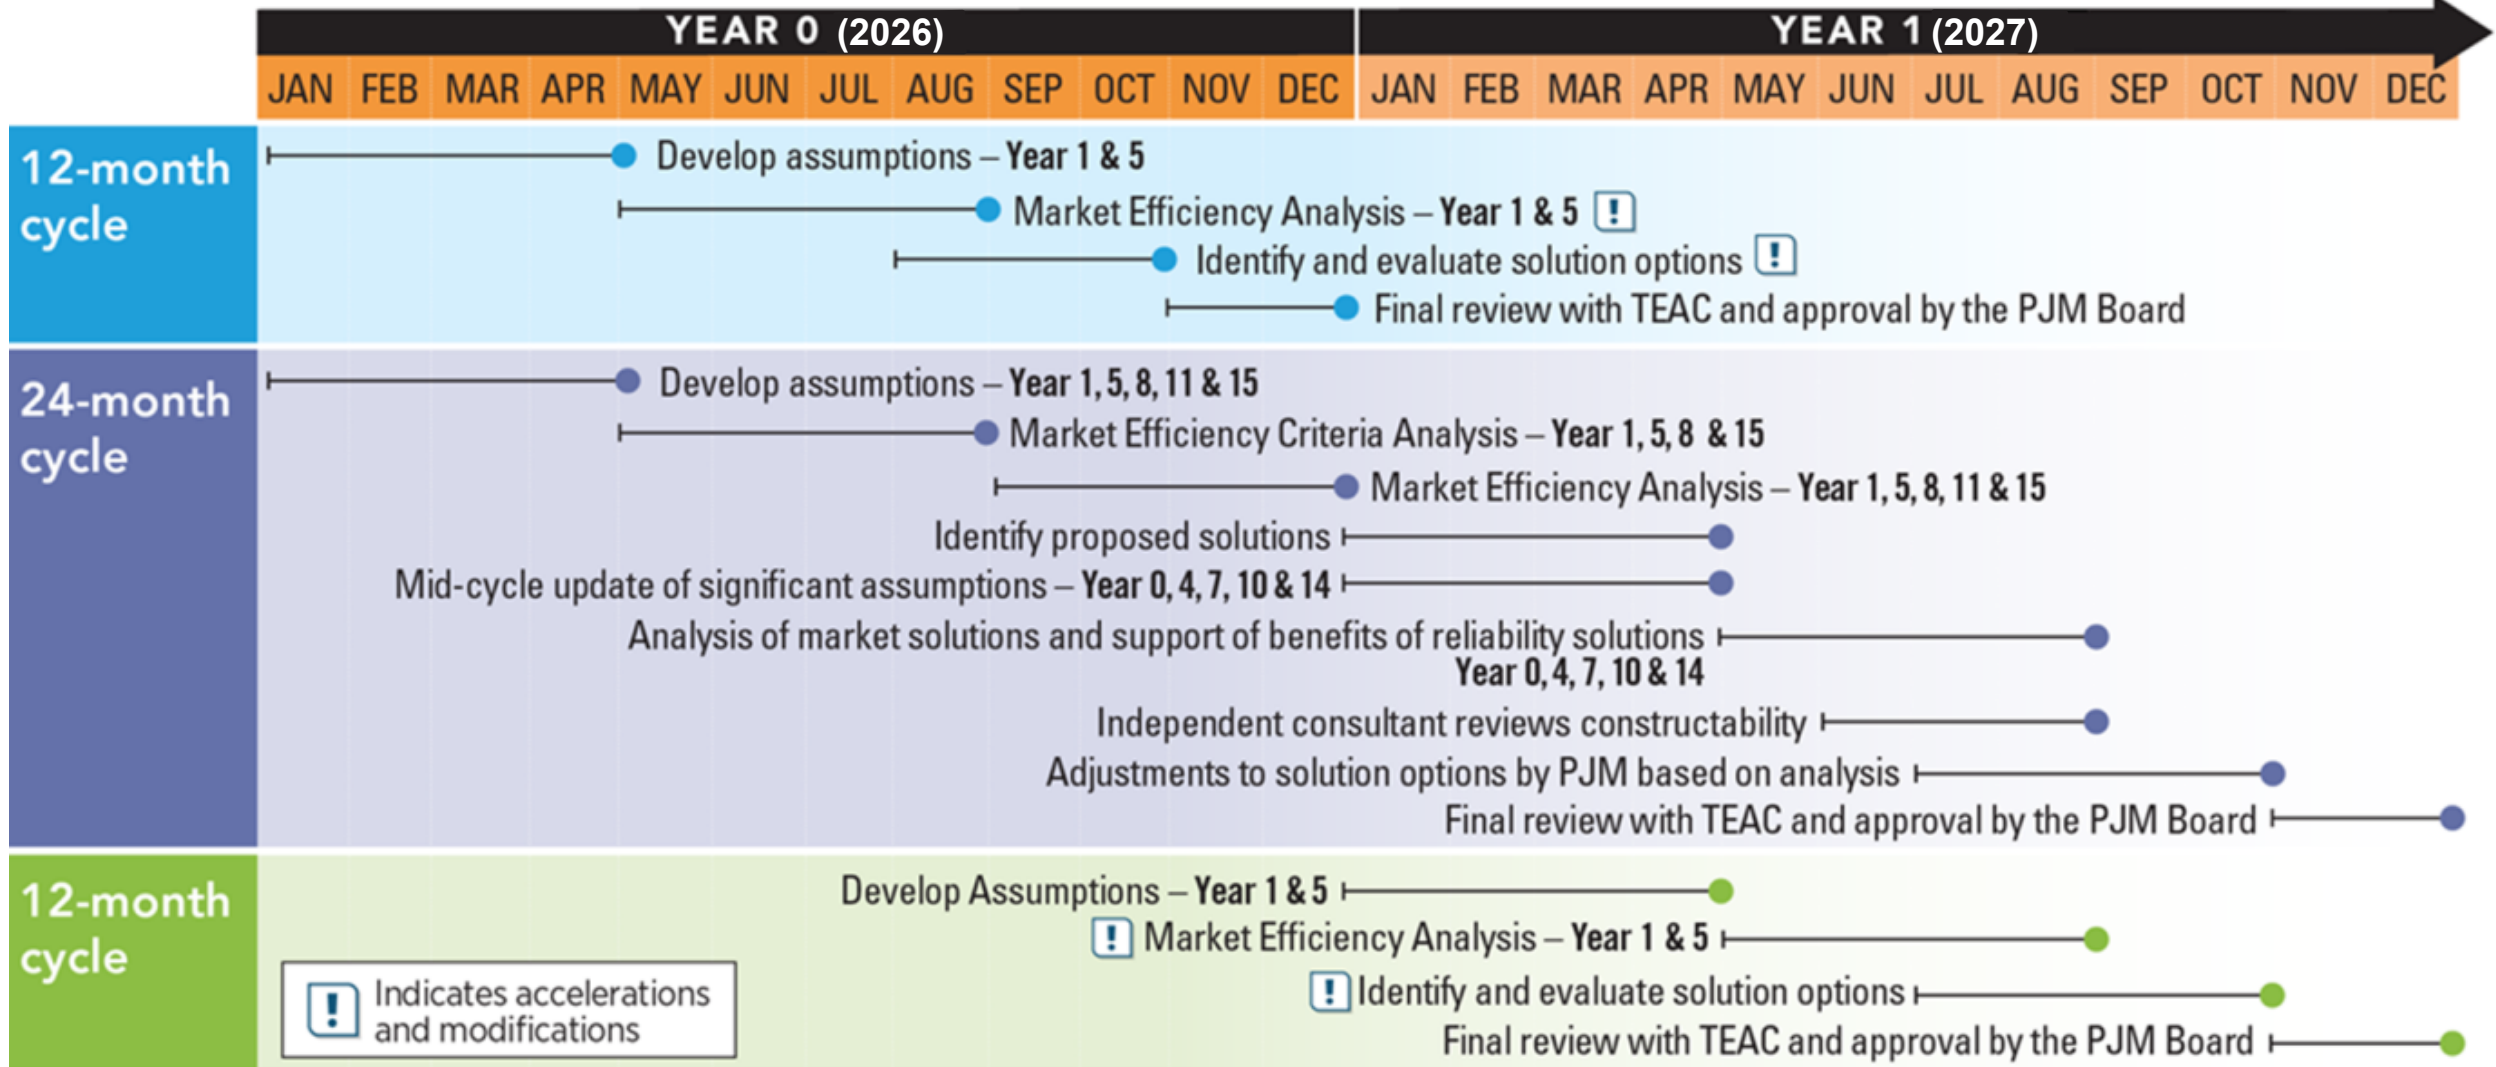 YEAR 0 (2026) YEAR 1 (2027)
JAN FEB MAR APR MAY JUN JUL AUG SEP OCT NOV DEC JAN FEB MAR APR MAY JUN JUL AUG SEP OCT NOV DEC
12-month
cycle
Develop assumptions – Year 1 & 5
Market Efficiency Analysis – Year 1 & 5 !
Identify and evaluate solution options !
Final review with TEAC and approval by the PJM Board
24-month
cycle
Develop assumptions – Year 1, 5, 8, 11 & 15
Market Efficiency Criteria Analysis – Year 1, 5, 8 & 15
Market Efficiency Analysis – Year 1, 5, 8, 11 & 15
Identify proposed solutions
Mid-cycle update of significant assumptions – Year 0, 4, 7, 10 & 14
Analysis of market solutions and support of benefits of reliability solutions
Year 0, 4, 7, 10 & 14
Independent consultant reviews constructability
Adjustments to solution options by PJM based on analysis
Final review with TEAC and approval by the PJM Board
12-month
cycle
Develop Assumptions – Year 1 & 5
! Market Efficiency Analysis – Year 1 & 5
! Identify and evaluate solution options
Final review with TEAC and approval by the PJM Board
! Indicates accelerations
and modifications